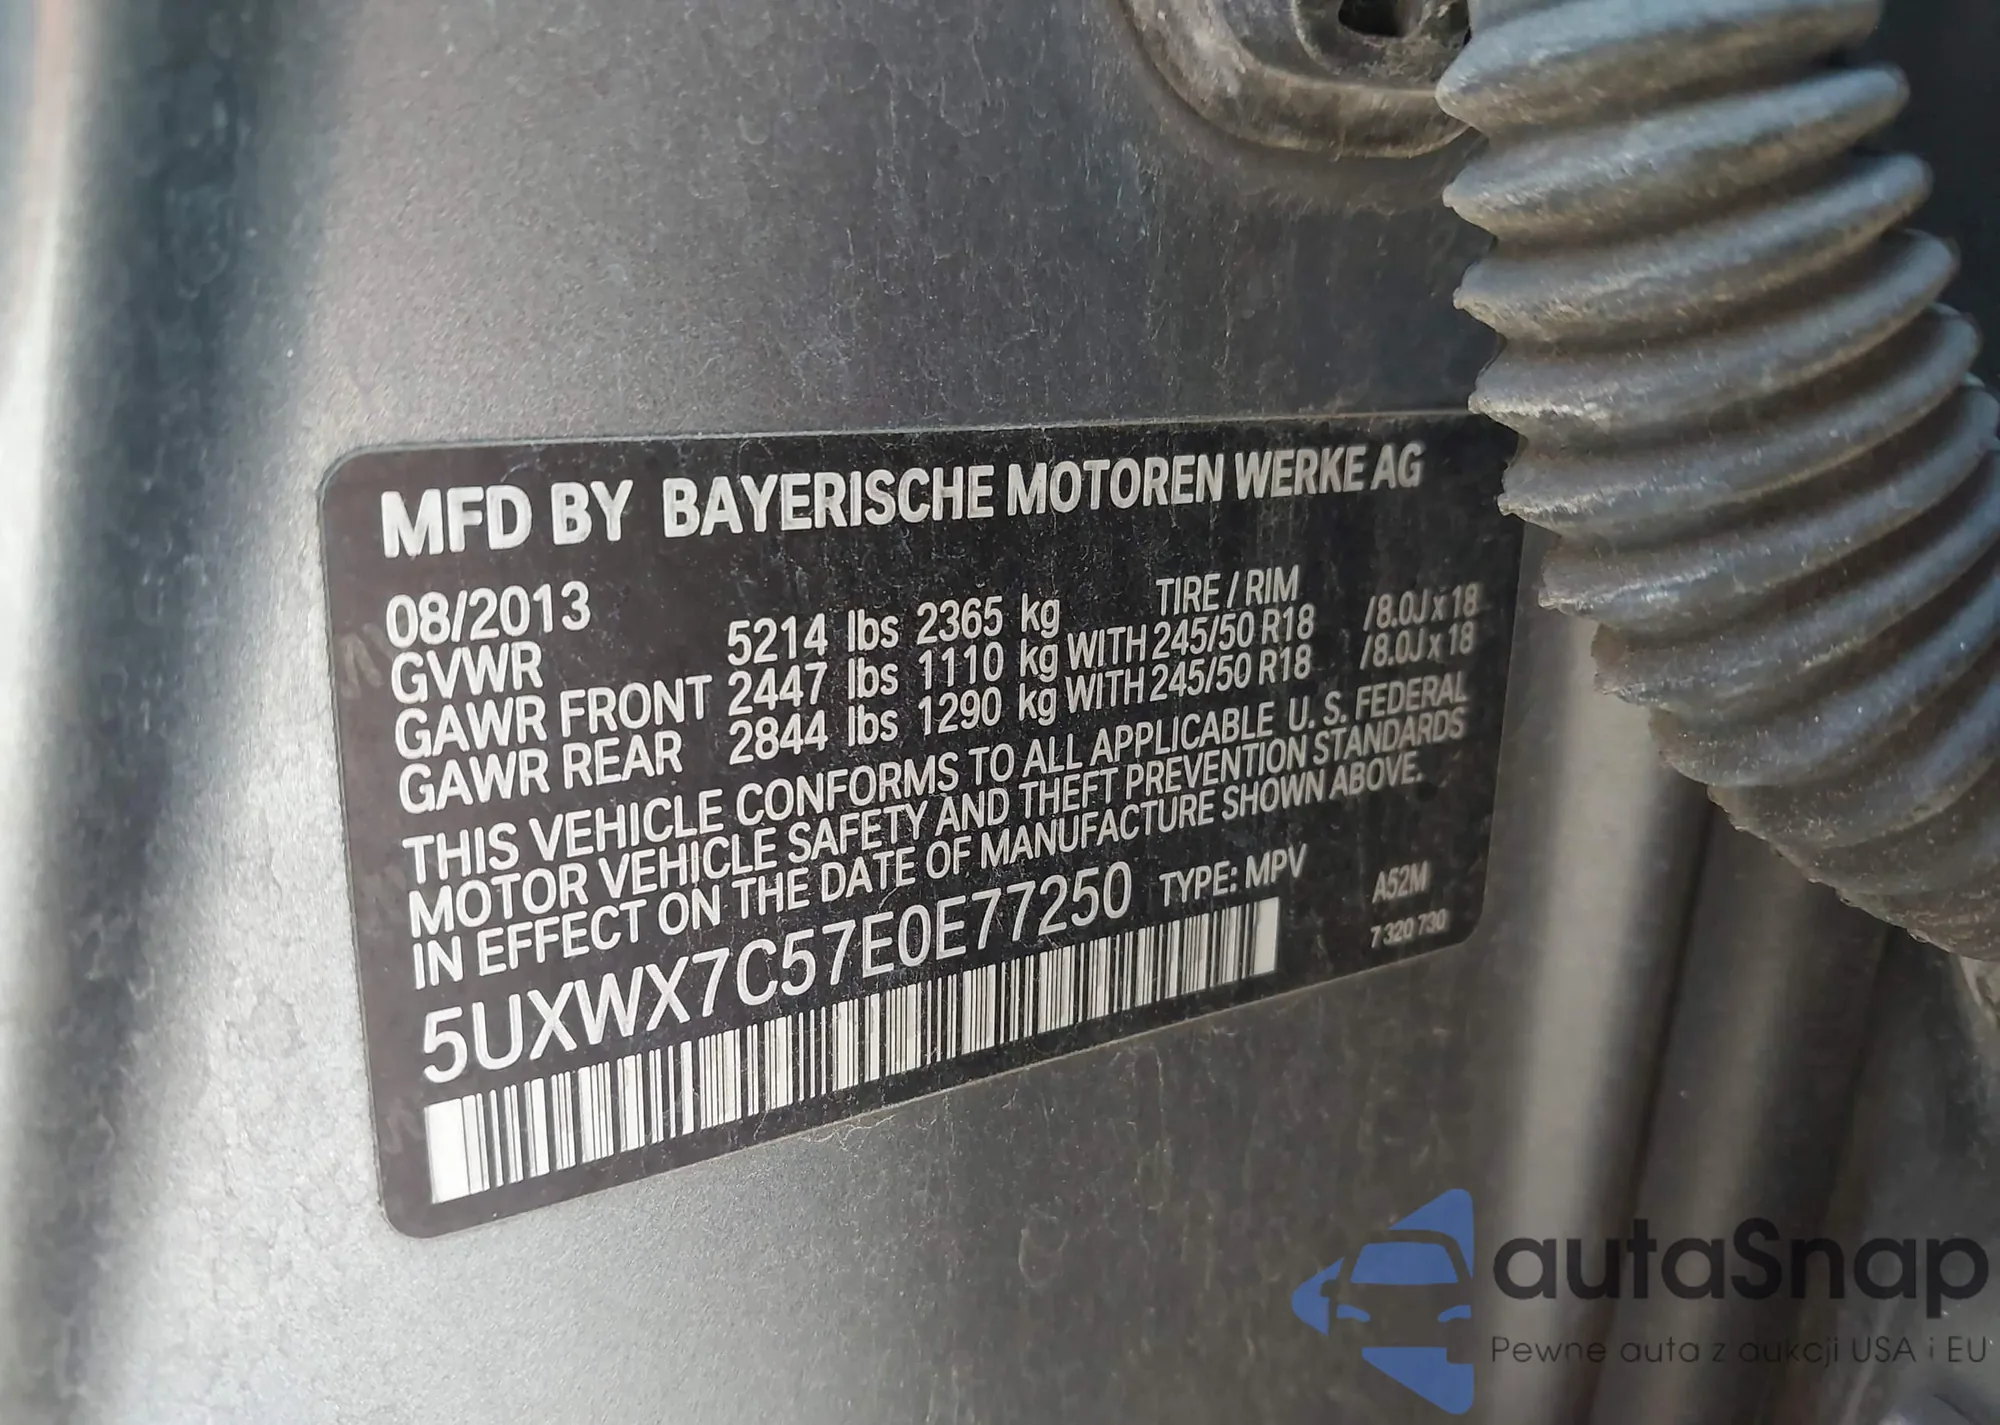 MFD BY BAYERISCHE MOTOREN WERKE AG
08/2013 TIRE / RIM
GVWR 5214 lbs 2365 kg
GAWR FRONT 2447 lbs 1110 kg WITH 245/50 R18 /8.0J x 18
GAWR REAR 2844 lbs 1290 kg WITH 245/50 R18 /8.0J x 18
THIS VEHICLE CONFORMS TO ALL APPLICABLE U. S. FEDERAL
MOTOR VEHICLE SAFETY AND THEFT PREVENTION STANDARDS
IN EFFECT ON THE DATE OF MANUFACTURE SHOWN ABOVE.
5UXWX7C57E0E77250 TYPE: MPV A52M
7 320 730
autaSnap
Pewne auta z aukcji USA i EU